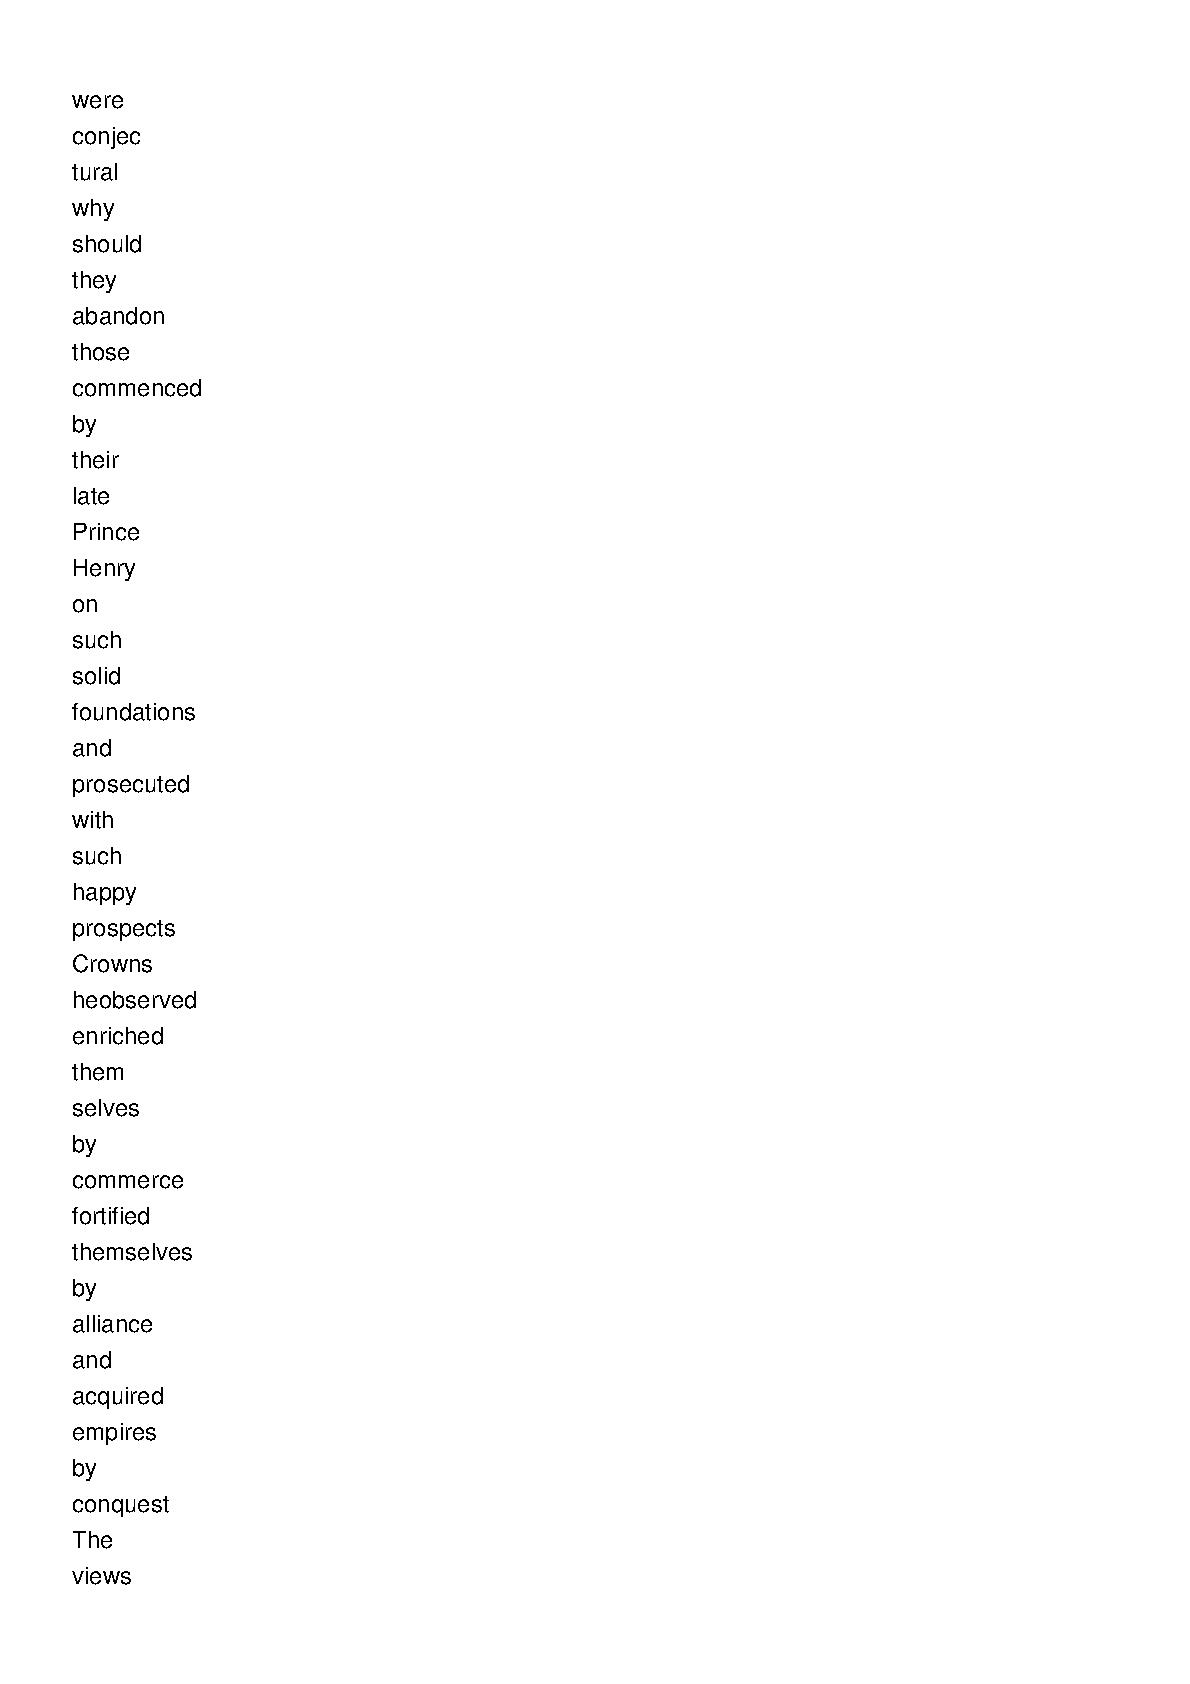 were
conjec
tural
why
should
they
abandon
those
commenced
by
their
late
Prince
Henry
on
such
solid
foundations
and
prosecuted
with
such
happy
prospects
Crowns
heobserved
enriched
them
selves
by
commerce
fortified
themselves
by
alliance
and
acquired
empires
by
conquest
The
views